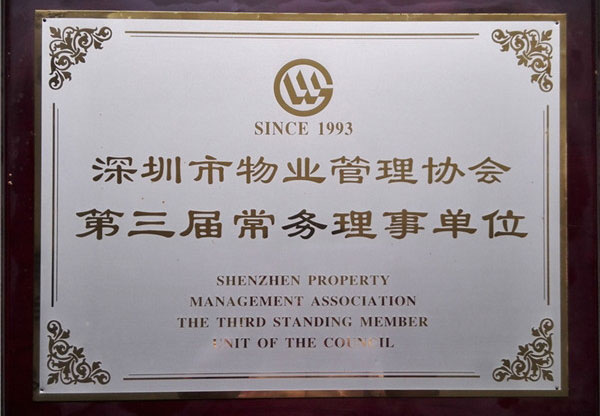 SINCE 1993
深圳市物业管理协会
第三届常务理事单位
SHENZHEN PROPERTY
MANAGEMENT ASSOCIATION
THE THIRD STANDING MEMBER
UNIT OF THE COUNCIL